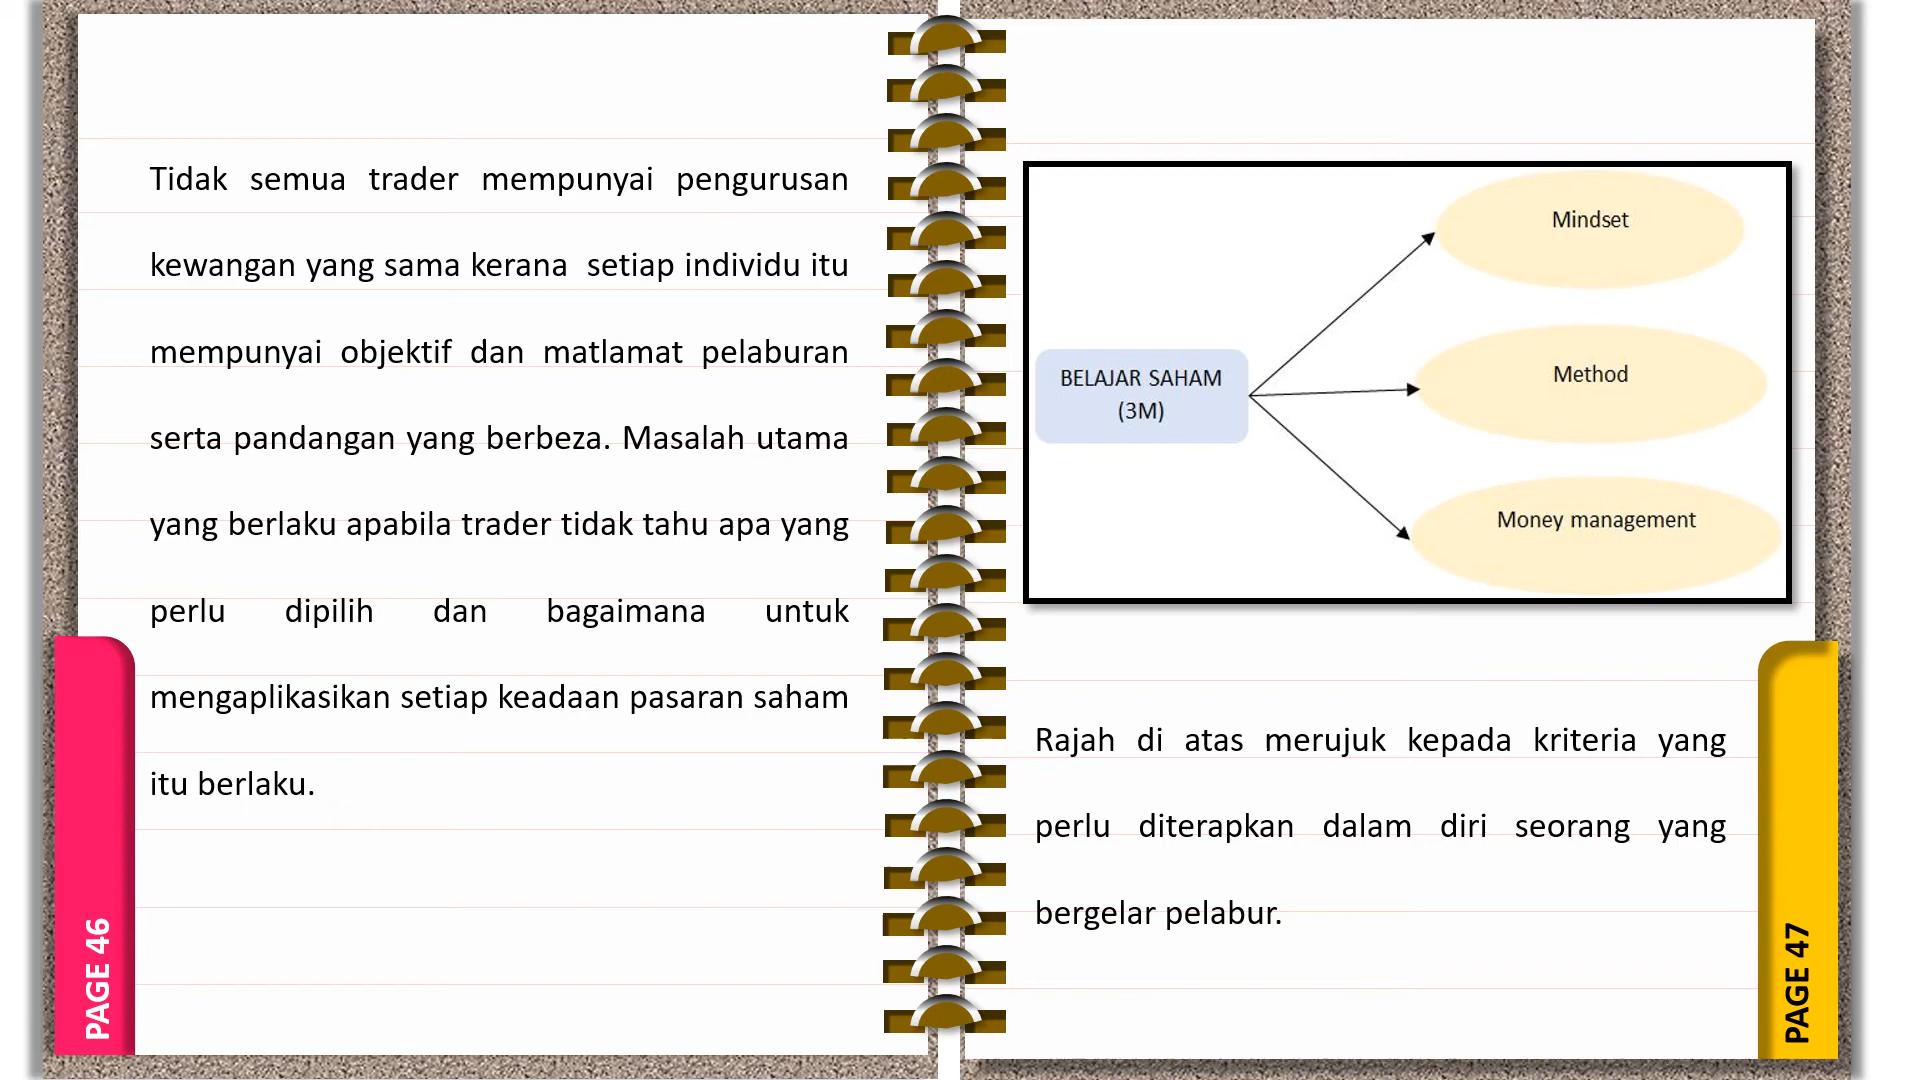 Tidak semua trader mempunyai pengurusan
kewangan yang sama kerana  setiap individu itu
mempunyai objektif dan matlamat pelaburan
serta pandangan yang berbeza. Masalah utama
yang berlaku apabila trader tidak tahu apa yang
perlu dipilih dan bagaimana untuk
mengaplikasikan setiap keadaan pasaran saham
itu berlaku.
PAGE 46
Mindset
Method
BELAJAR SAHAM
(3M)
Money management
Rajah di atas merujuk kepada kriteria yang
perlu diterapkan dalam diri seorang yang
bergelar pelabur.
PAGE 47